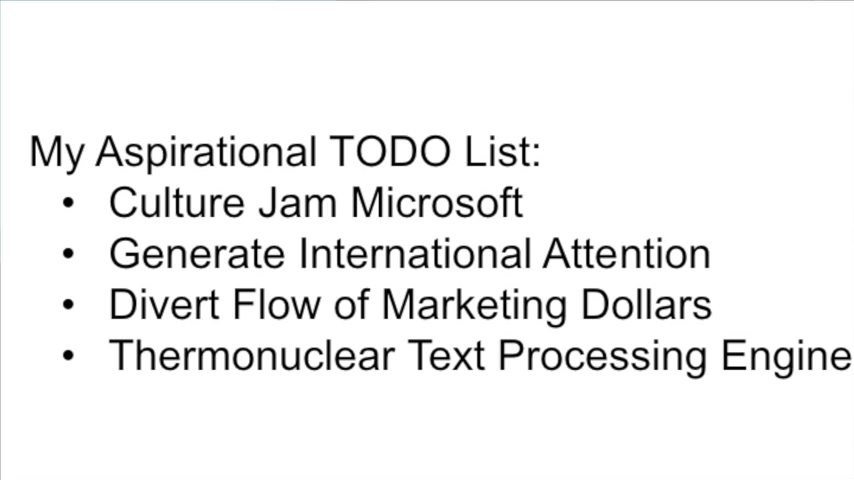 My Aspirational TODO List:
• Culture Jam Microsoft
• Generate International Attention
• Divert Flow of Marketing Dollars
• Thermonuclear Text Processing Engine